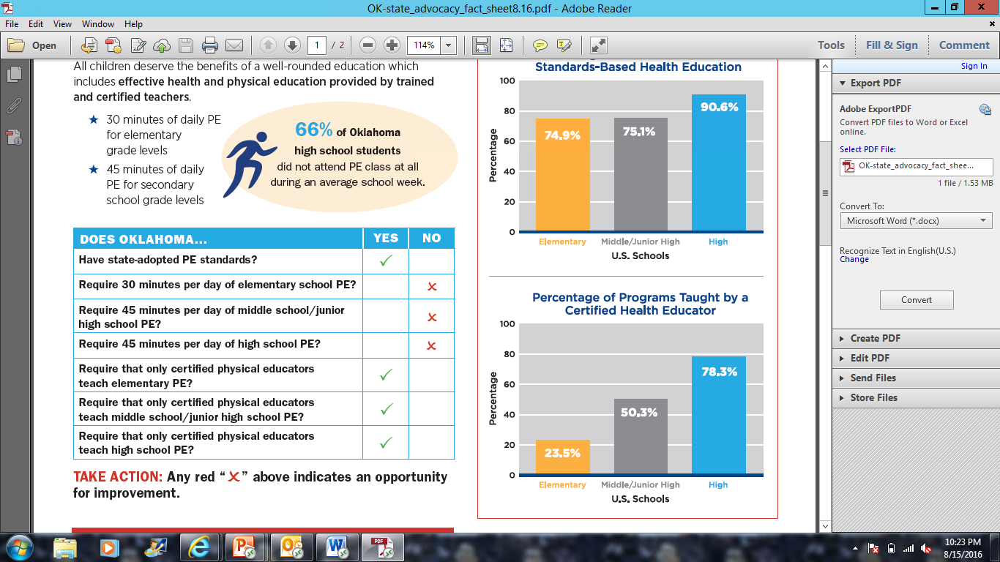 OK-state_advocacy_fact_sheet8.16.pdf - Adobe Reader
File Edit View Window Help
Open 1 / 2 114% Tools Fill & Sign Comment
Sign In
All children deserve the benefits of a well-rounded education which
includes effective health and physical education provided by trained
and certified teachers.
★ 30 minutes of daily PE
for elementary
grade levels
★ 45 minutes of daily
PE for secondary
school grade levels
66% of Oklahoma
high school students
did not attend PE class at all
during an average school week.
DOES OKLAHOMA... YES NO
Have state-adopted PE standards? ✓
Require 30 minutes per day of elementary school PE? ✗
Require 45 minutes per day of middle school/junior
high school PE? ✗
Require 45 minutes per day of high school PE? ✗
Require that only certified physical educators
teach elementary PE? ✓
Require that only certified physical educators
teach middle school/junior high school PE? ✓
Require that only certified physical educators
teach high school PE? ✓
TAKE ACTION: Any red “✗” above indicates an opportunity
for improvement.
Standards-Based Health Education
Percentage
100
80
60
40
20
0
74.9% 75.1% 90.6%
Elementary Middle/Junior High High
U.S. Schools
Percentage of Programs Taught by a
Certified Health Educator
Percentage
100
80
60
40
20
0
23.5% 50.3% 78.3%
Elementary Middle/Junior High High
U.S. Schools
Export PDF
Adobe ExportPDF
Convert PDF files to Word or Excel
online.
Select PDF File:
OK-state_advocacy_fact_shee...
1 file / 1.53 MB
Convert To:
Microsoft Word (*.docx)
Recognize Text in English(U.S.)
Change
Convert
Create PDF
Edit PDF
Send Files
Store Files
10:23 PM
8/15/2016